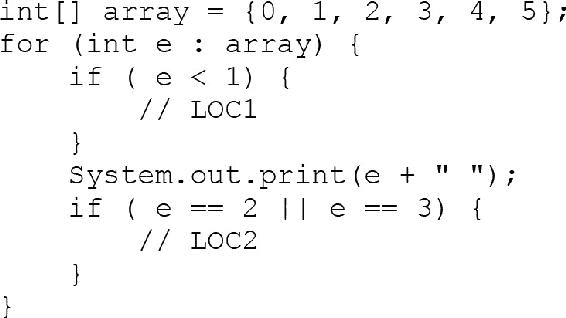 int[] array = {0, 1, 2, 3, 4, 5};
for (int e : array) {
    if ( e < 1) {
        // LOC1
    }
    System.out.print(e + " ");
    if ( e == 2 || e == 3) {
        // LOC2
    }
}